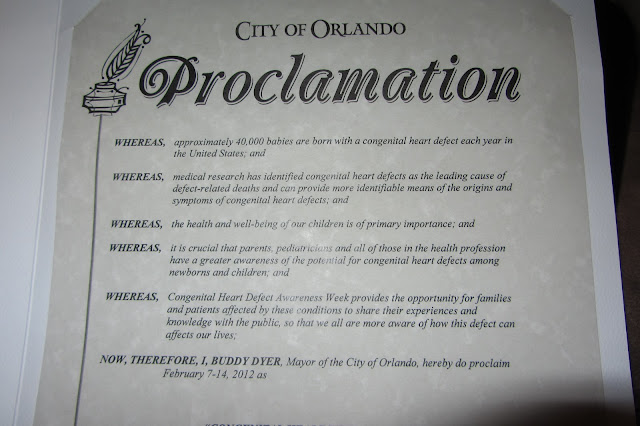 CITY OF ORLANDO
Proclamation
WHEREAS, approximately 40,000 babies are born with a congenital heart defect each year in
the United States; and
WHEREAS, medical research has identified congenital heart defects as the leading cause of
defect-related deaths and can provide more identifiable means of the origins and
symptoms of congenital heart defects; and
WHEREAS, the health and well-being of our children is of primary importance; and
WHEREAS, it is crucial that parents, pediatricians and all of those in the health profession
have a greater awareness of the potential for congenital heart defects among
newborns and children; and
WHEREAS, Congenital Heart Defect Awareness Week provides the opportunity for families
and patients affected by these conditions to share their experiences and
knowledge with the public, so that we all are more aware of how this defect can
affects our lives;
NOW, THEREFORE, I, BUDDY DYER, Mayor of the City of Orlando, hereby do proclaim
February 7-14, 2012 as